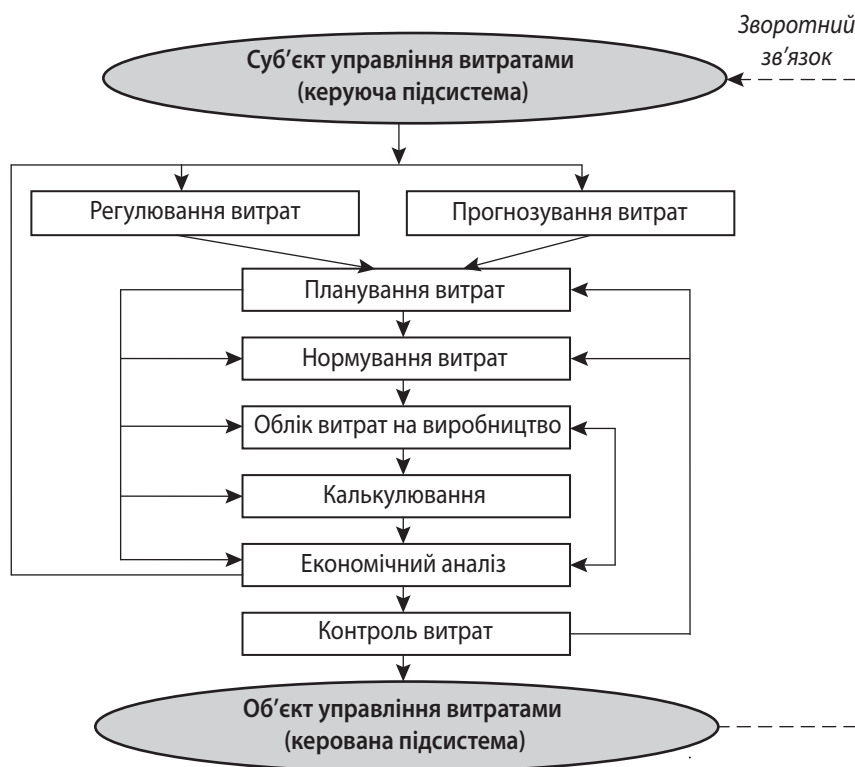 Зворотний
зв’язок
Суб’єкт управління витратами
(керуюча підсистема)
Регулювання витрат
Прогнозування витрат
Планування витрат
Нормування витрат
Облік витрат на виробництво
Калькулювання
Економічний аналіз
Контроль витрат
Об’єкт управління витратами
(керована підсистема)